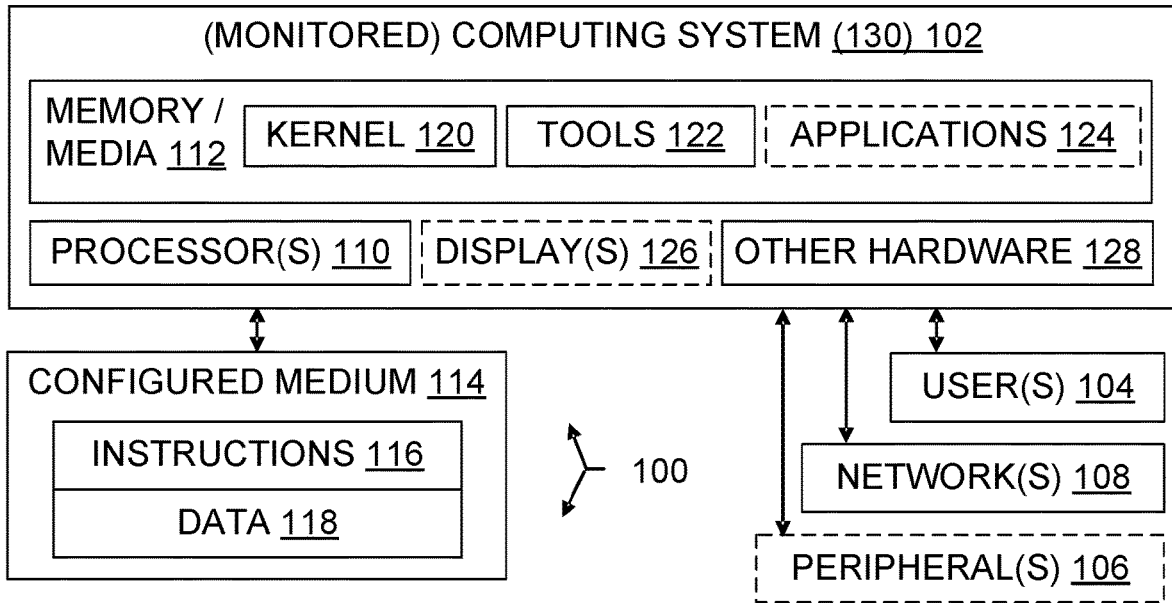 (MONITORED) COMPUTING SYSTEM (130) 102
MEMORY /
MEDIA 112
KERNEL 120
TOOLS 122
APPLICATIONS 124
PROCESSOR(S) 110
DISPLAY(S) 126
OTHER HARDWARE 128
CONFIGURED MEDIUM 114
INSTRUCTIONS 116
DATA 118
100
USER(S) 104
NETWORK(S) 108
PERIPHERAL(S) 106